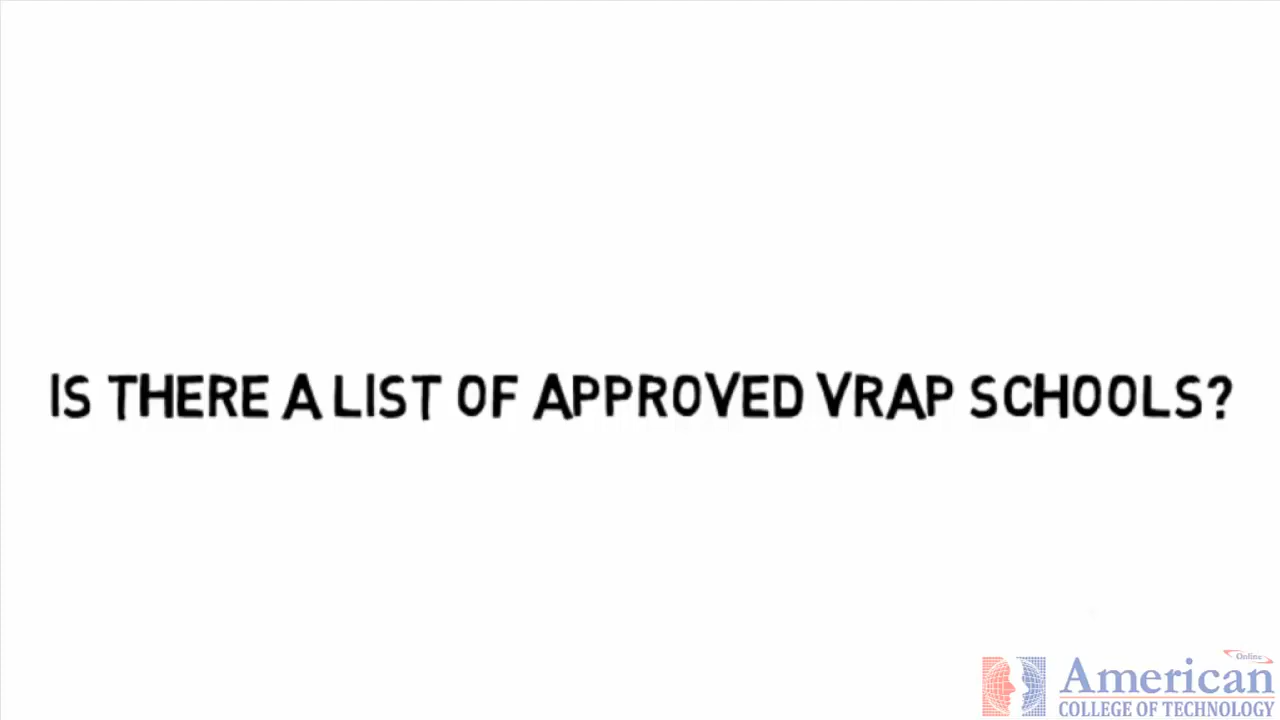 IS THERE A LIST OF APPROVED VRAP SCHOOLS?
Online
American
COLLEGE OF TECHNOLOGY